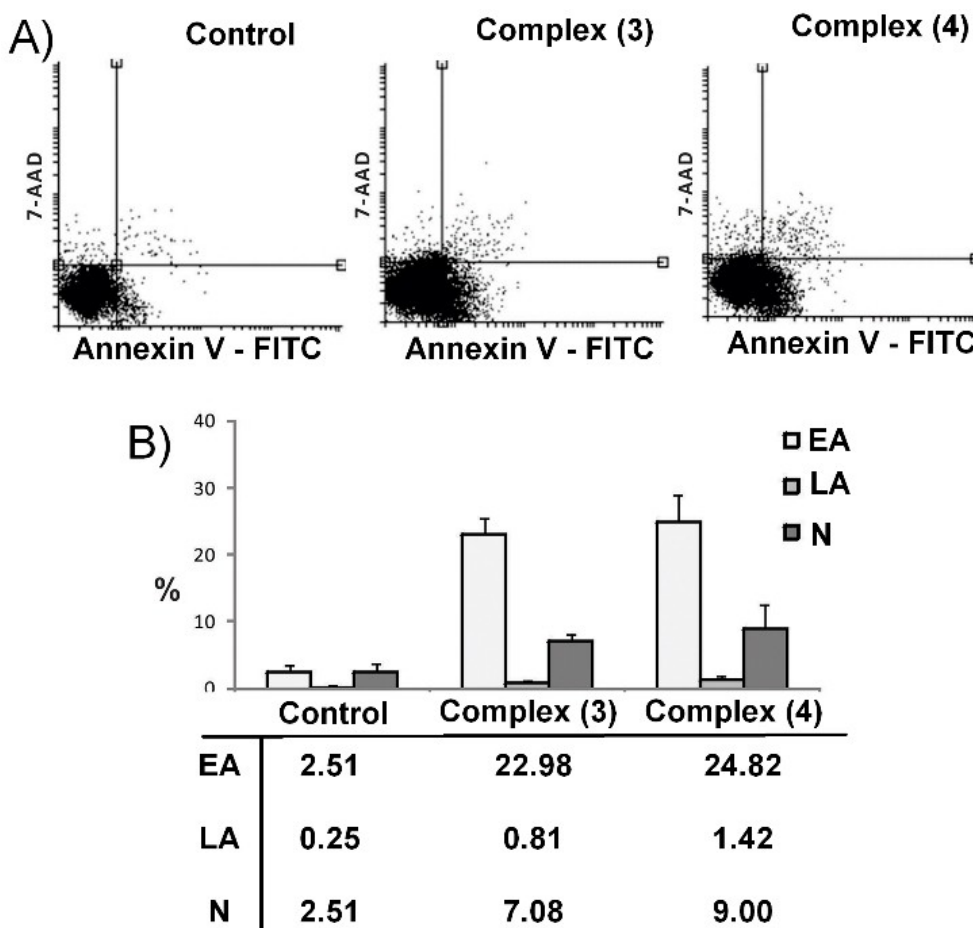 A)
Control Complex (3) Complex (4)
7-AAD 7-AAD 7-AAD
Annexin V - FITC Annexin V - FITC Annexin V - FITC
B)
40
30
20
10
0
%
EA
LA
N
Control Complex (3) Complex (4)
EA 2.51 22.98 24.82
LA 0.25 0.81 1.42
N 2.51 7.08 9.00